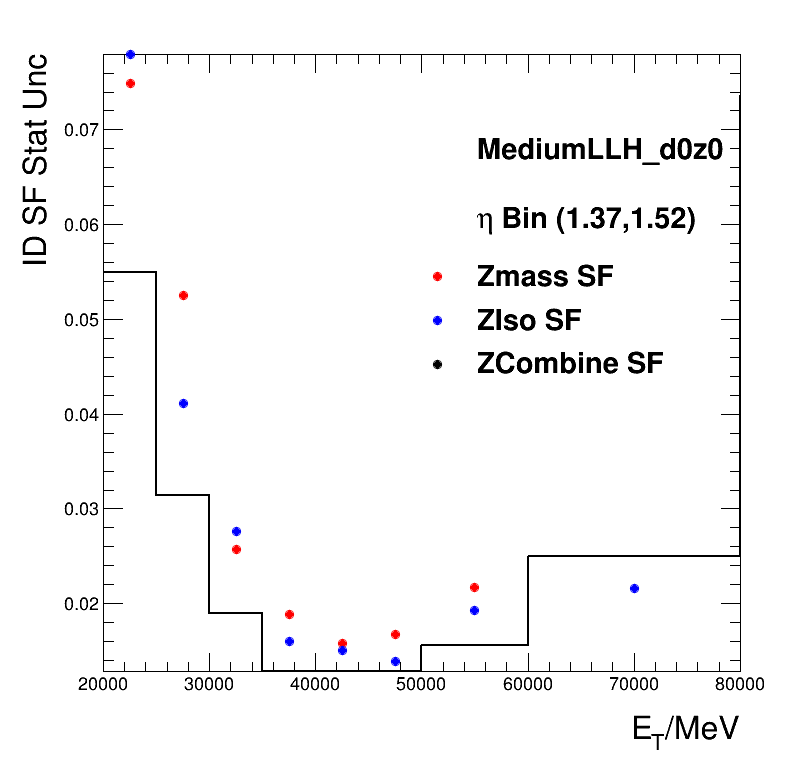 ID SF Stat Unc
0.07
0.06
0.05
0.04
0.03
0.02
MediumLLH_d0z0
η Bin (1.37,1.52)
Zmass SF
ZIso SF
ZCombine SF
20000 30000 40000 50000 60000 70000 80000
E_T/MeV